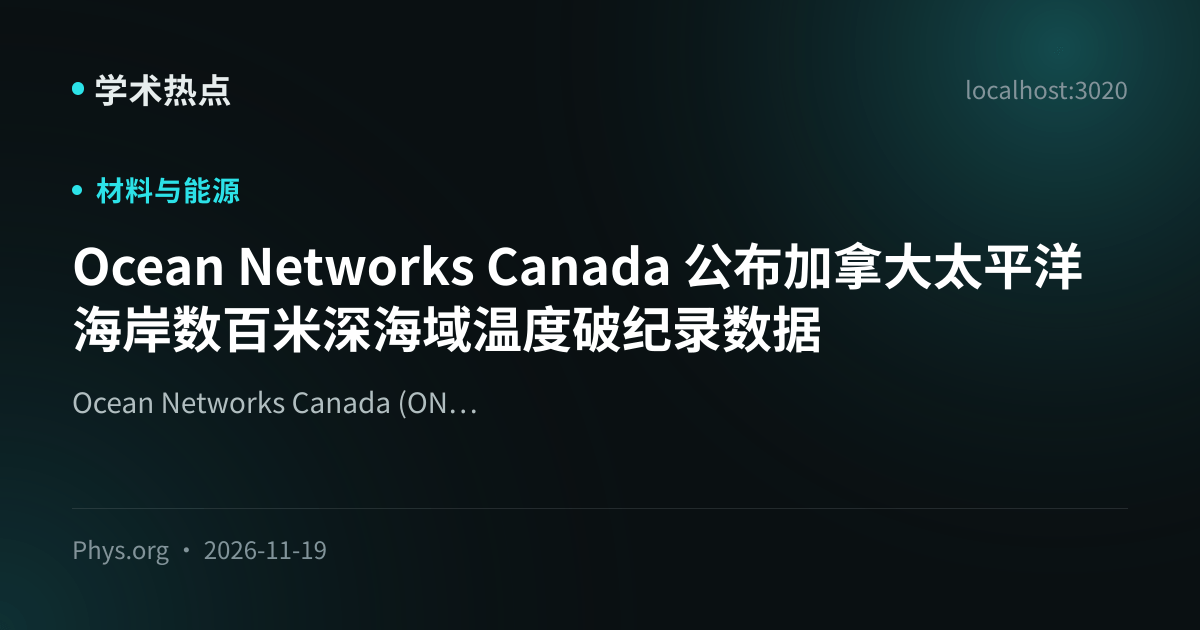 学术热点
localhost:3020
材料与能源
Ocean Networks Canada 公布加拿大太平洋
海岸数百米深海域温度破纪录数据
Ocean Networks Canada (ON…
Phys.org · 2026-11-19